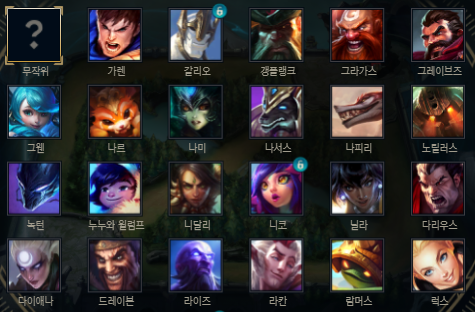 ?
무작위 가렌 갈리오 갱플랭크 그라가스 그레이브즈
그웬 나르 나미 나서스 나피리 노틸러스
녹턴 누누와 윌럼프 니달리 니코 닐라 다리우스
다이애나 드레이븐 라이즈 라칸 람머스 럭스